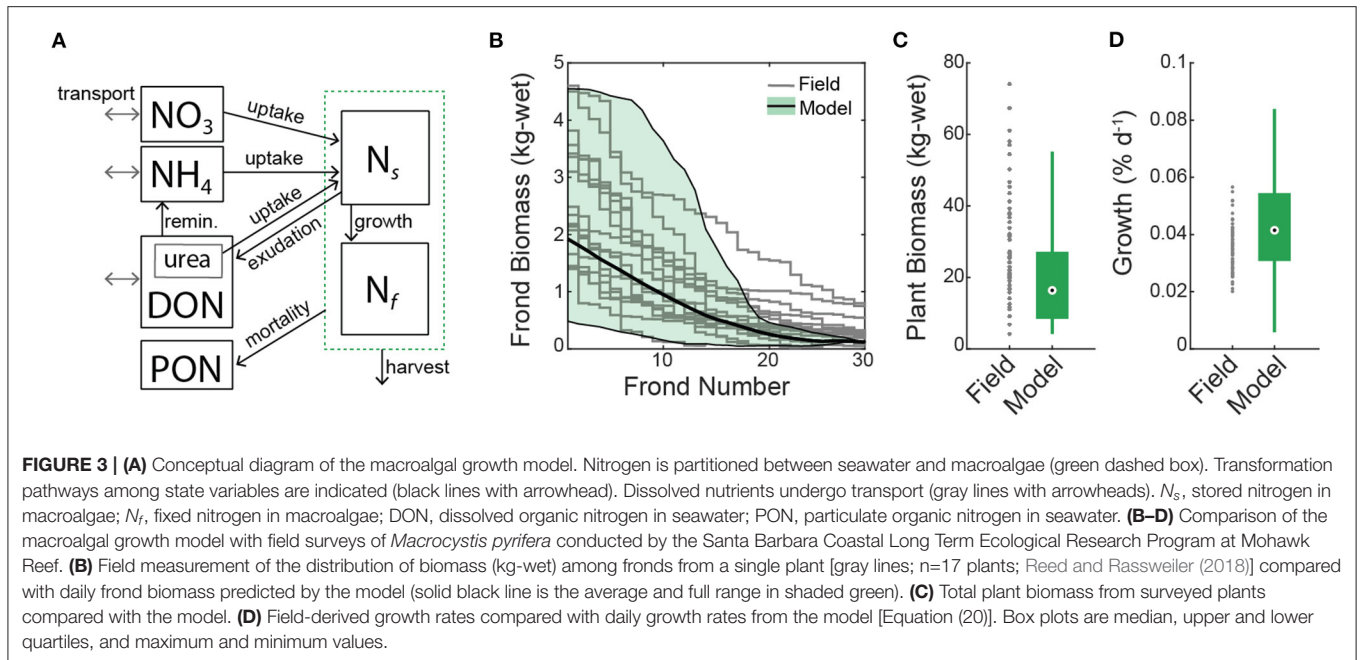 A
transport
NO3
uptake
NH4
uptake
remin.
urea
DON
uptake
exudation
Ns
growth
Nf
mortality
PON
harvest
B
Frond Biomass (kg-wet)
5
4
3
2
1
0
10
20
30
Frond Number
Field
Model
C
Plant Biomass (kg-wet)
80
60
40
20
0
Field
Model
D
Growth (% d-1)
0.1
0.08
0.06
0.04
0.02
0
Field
Model
FIGURE 3 | (A) Conceptual diagram of the macroalgal growth model. Nitrogen is partitioned between seawater and macroalgae (green dashed box). Transformation
pathways among state variables are indicated (black lines with arrowhead). Dissolved nutrients undergo transport (gray lines with arrowheads). Ns, stored nitrogen in
macroalgae; Nf, fixed nitrogen in macroalgae; DON, dissolved organic nitrogen in seawater; PON, particulate organic nitrogen in seawater. (B–D) Comparison of the
macroalgal growth model with field surveys of Macrocystis pyrifera conducted by the Santa Barbara Coastal Long Term Ecological Research Program at Mohawk
Reef. (B) Field measurement of the distribution of biomass (kg-wet) among fronds from a single plant [gray lines; n=17 plants; Reed and Rassweiler (2018)] compared
with daily frond biomass predicted by the model (solid black line is the average and full range in shaded green). (C) Total plant biomass from surveyed plants
compared with the model. (D) Field-derived growth rates compared with daily growth rates from the model [Equation (20)]. Box plots are median, upper and lower
quartiles, and maximum and minimum values.